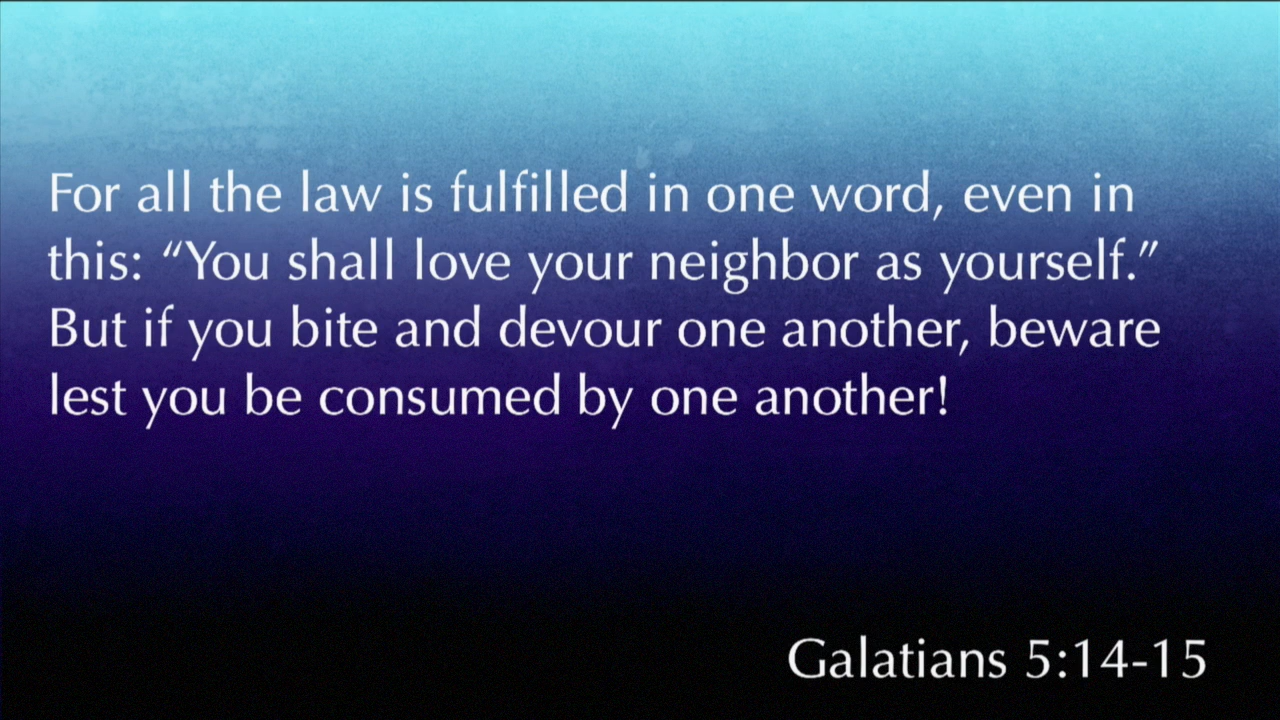 For all the law is fulfilled in one word, even in
this: “You shall love your neighbor as yourself.”
But if you bite and devour one another, beware
lest you be consumed by one another!
Galatians 5:14-15